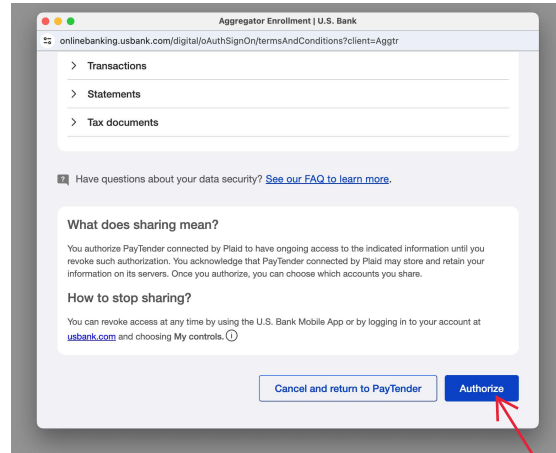 Aggregator Enrollment | U.S. Bank
onlinebanking.usbank.com/digital/oAuthSignOn/termsAndConditions?client=Aggtr
Transactions
Statements
Tax documents
Have questions about your data security? See our FAQ to learn more.
What does sharing mean?
You authorize PayTender connected by Plaid to have ongoing access to the indicated information until you
revoke such authorization. You acknowledge that PayTender connected by Plaid may store and retain your
information on its servers. Once you authorize, you can choose which accounts you share.
How to stop sharing?
You can revoke access at any time by using the U.S. Bank Mobile App or by logging in to your account at
usbank.com and choosing My controls.
Cancel and return to PayTender
Authorize